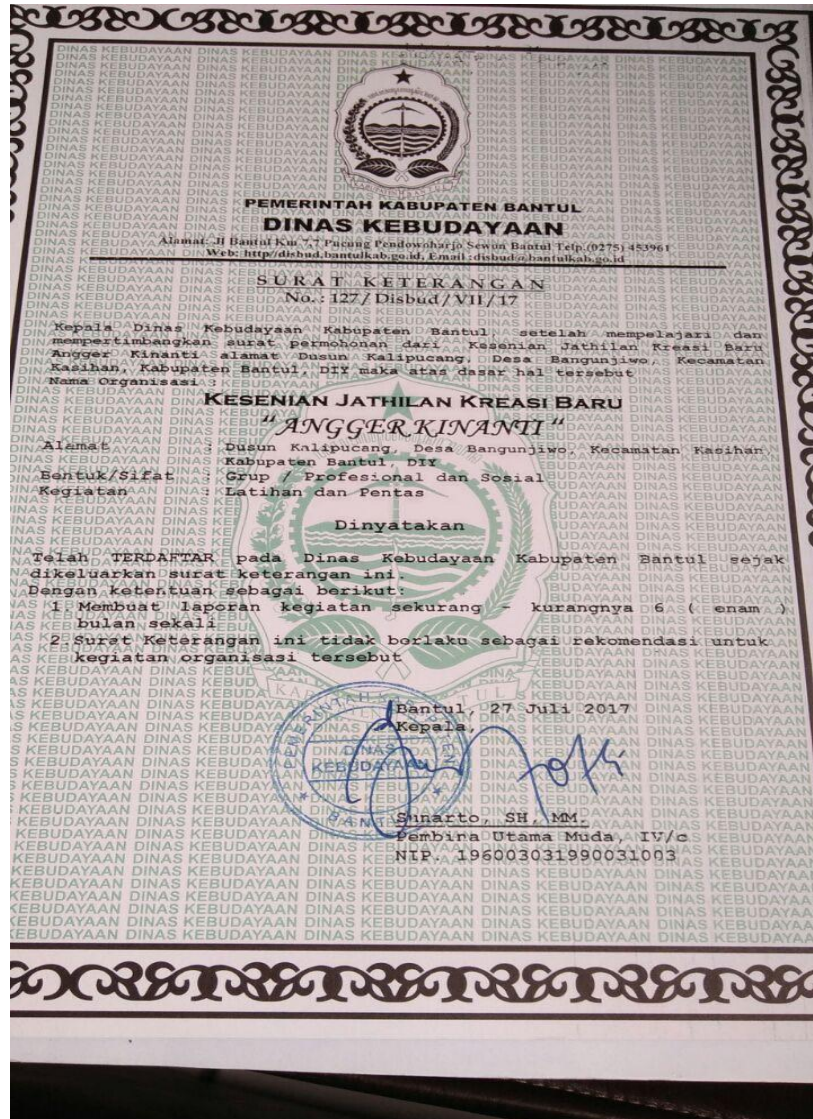 PEMERINTAH KABUPATEN BANTUL
DINAS KEBUDAYAAN
Alamat: Jl Bantul Km 7,7 Pucung Pendowoharjo Sewon Bantul Telp.(0275) 453961
Web: http//disbud.bantulkab.go.id, Email :disbud@bantulkab.go.id
SURAT KETERANGAN
No.: 127/Disbud/VII/17
Kepala Dinas Kebudayaan Kabupaten Bantul, setelah mempelajari dan
mempertimbangkan surat permohonan dari Kesenian Jathilan Kreasi Baru
Angger Kinanti alamat Dusun Kalipucang, Desa Bangunjiwo, Kecamatan
Kasihan, Kabupaten Bantul, DIY maka atas dasar hal tersebut
Nama Organisasi :
KESENIAN JATHILAN KREASI BARU
"ANGGER KINANTI"
Alamat : Dusun Kalipucang, Desa Bangunjiwo, Kecamatan Kasihan,
Kabupaten Bantul, DIY
Bentuk/Sifat : Grup / Profesional dan Sosial
Kegiatan : Latihan dan Pentas
Dinyatakan
Telah TERDAFTAR pada Dinas Kebudayaan Kabupaten Bantul sejak
dikeluarkan surat keterangan ini.
Dengan ketentuan sebagai berikut:
1. Membuat laporan kegiatan sekurang - kurangnya 6 ( enam )
bulan sekali
2. Surat Keterangan ini tidak berlaku sebagai rekomendasi untuk
kegiatan organisasi tersebut
Bantul, 27 Juli 2017
Kepala,
PEMERINTAH KABUPATEN
DINAS
KEBUDAYAAN
BANTUL
Sunarto, SH, MM.
Pembina Utama Muda, IV/c
NIP. 196003031990031003